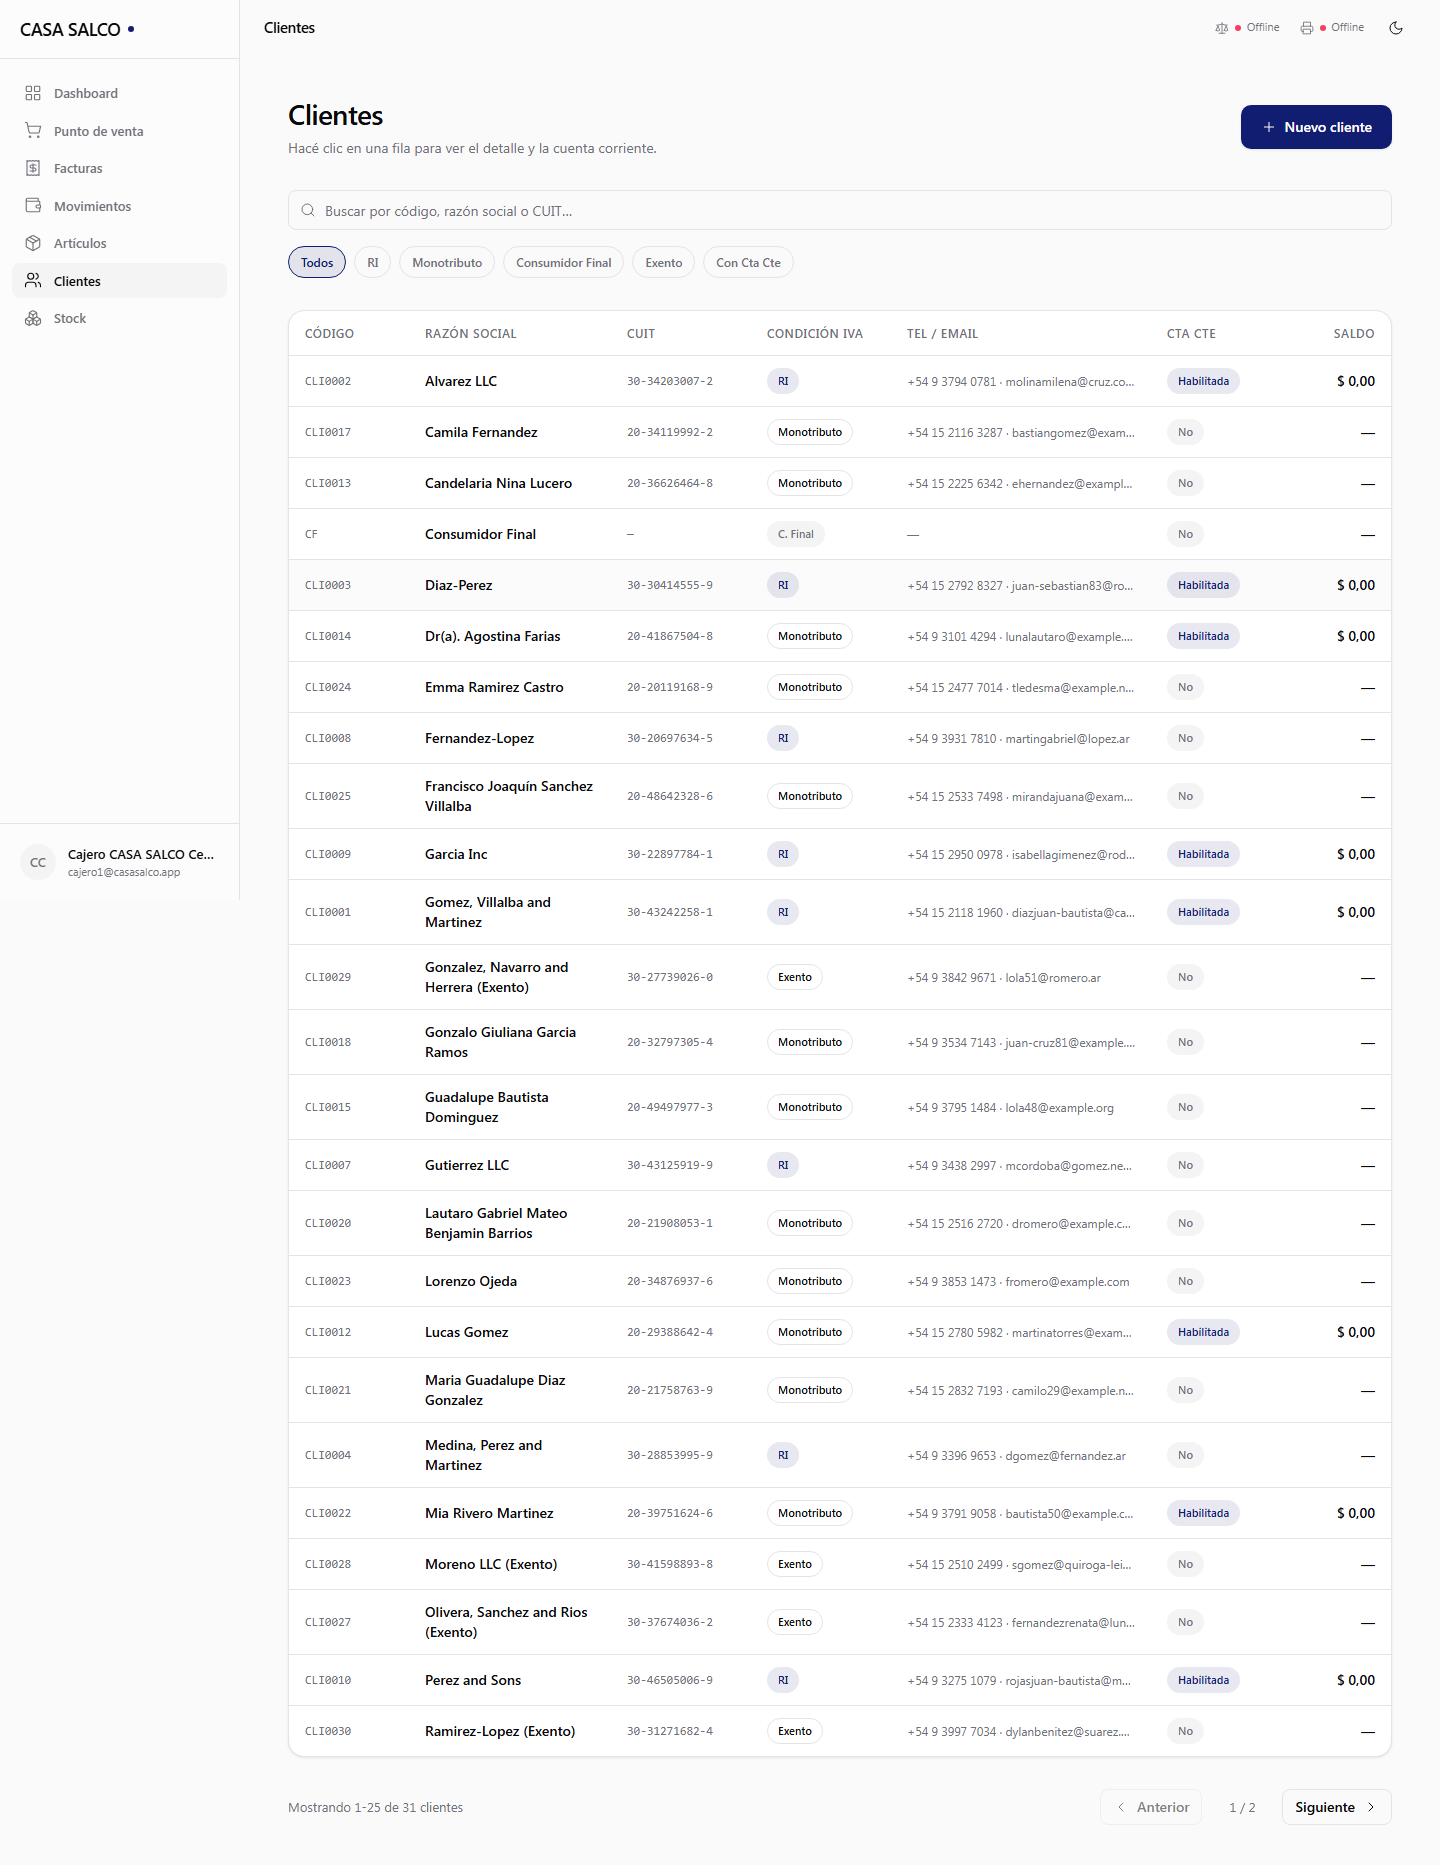 CASA SALCO
Clientes
Offline
Offline
Dashboard
Punto de venta
Facturas
Movimientos
Artículos
Clientes
Stock
Cajero CASA SALCO Ce...
CC
cajero1@casasalco.app
Clientes
Hacé clic en una fila para ver el detalle y la cuenta corriente.
+ Nuevo cliente
Buscar por código, razón social o CUIT...
Todos RI Monotributo Consumidor Final Exento Con Cta Cte
CÓDIGO RAZÓN SOCIAL CUIT CONDICIÓN IVA TEL / EMAIL CTA CTE SALDO
CLI0002 Alvarez LLC 30-34203007-2 RI +54 9 3794 0781 · molinamilena@cruz.co... Habilitada $ 0,00
CLI0017 Camila Fernandez 20-34119992-2 Monotributo +54 15 2116 3287 · bastiangomez@exam... No —
CLI0013 Candelaria Nina Lucero 20-36626464-8 Monotributo +54 15 2225 6342 · ehernandez@exampl... No —
CF Consumidor Final — C. Final — No —
CLI0003 Diaz-Perez 30-30414555-9 RI +54 15 2792 8327 · juan-sebastian83@ro... Habilitada $ 0,00
CLI0014 Dr(a). Agostina Farias 20-41867504-8 Monotributo +54 9 3101 4294 · lunalautaro@example.... Habilitada $ 0,00
CLI0024 Emma Ramirez Castro 20-20119168-9 Monotributo +54 15 2477 7014 · tledesma@example.n... No —
CLI0008 Fernandez-Lopez 30-20697634-5 RI +54 9 3931 7810 · martingabriel@lopez.ar No —
CLI0025 Francisco Joaquín Sanchez 20-48642328-6 Monotributo +54 15 2533 7498 · mirandajuana@exam... No —
Villalba
CLI0009 Garcia Inc 30-22897784-1 RI +54 15 2950 0978 · isabellagimenez@rod... Habilitada $ 0,00
CLI0001 Gomez, Villalba and 30-43242258-1 RI +54 15 2118 1960 · diazjuan-bautista@ca... Habilitada $ 0,00
Martinez
CLI0029 Gonzalez, Navarro and 30-27739026-0 Exento +54 9 3842 9671 · lola51@romero.ar No —
Herrera (Exento)
CLI0018 Gonzalo Giuliana Garcia 20-32797305-4 Monotributo +54 9 3534 7143 · juan-cruz81@example.... No —
Ramos
CLI0015 Guadalupe Bautista 20-49497977-3 Monotributo +54 9 3795 1484 · lola48@example.org No —
Dominguez
CLI0007 Gutierrez LLC 30-43125919-9 RI +54 9 3438 2997 · mcordoba@gomez.ne... No —
CLI0020 Lautaro Gabriel Mateo 20-21908053-1 Monotributo +54 15 2516 2720 · dromero@example.c... No —
Benjamin Barrios
CLI0023 Lorenzo Ojeda 20-34876937-6 Monotributo +54 9 3853 1473 · fromero@example.com No —
CLI0012 Lucas Gomez 20-29388642-4 Monotributo +54 15 2780 5982 · martinatorres@exam... Habilitada $ 0,00
CLI0021 Maria Guadalupe Diaz 20-21758763-9 Monotributo +54 15 2832 7193 · camilo29@example.n... No —
Gonzalez
CLI0004 Medina, Perez and 30-28853995-9 RI +54 9 3396 9653 · dgomez@fernandez.ar No —
Martinez
CLI0022 Mia Rivero Martinez 20-39751624-6 Monotributo +54 9 3791 9058 · bautista50@example.c... Habilitada $ 0,00
CLI0028 Moreno LLC (Exento) 30-41598893-8 Exento +54 15 2510 2499 · sgomez@quiroga-lei... No —
CLI0027 Olivera, Sanchez and Rios 30-37674036-2 Exento +54 15 2333 4123 · fernandezrenata@lun... No —
(Exento)
CLI0010 Perez and Sons 30-46505006-9 RI +54 9 3275 1079 · rojasjuan-bautista@m... Habilitada $ 0,00
CLI0030 Ramirez-Lopez (Exento) 30-31271682-4 Exento +54 9 3997 7034 · dylanbenitez@suarez.... No —
Mostrando 1-25 de 31 clientes
Anterior 1 / 2 Siguiente